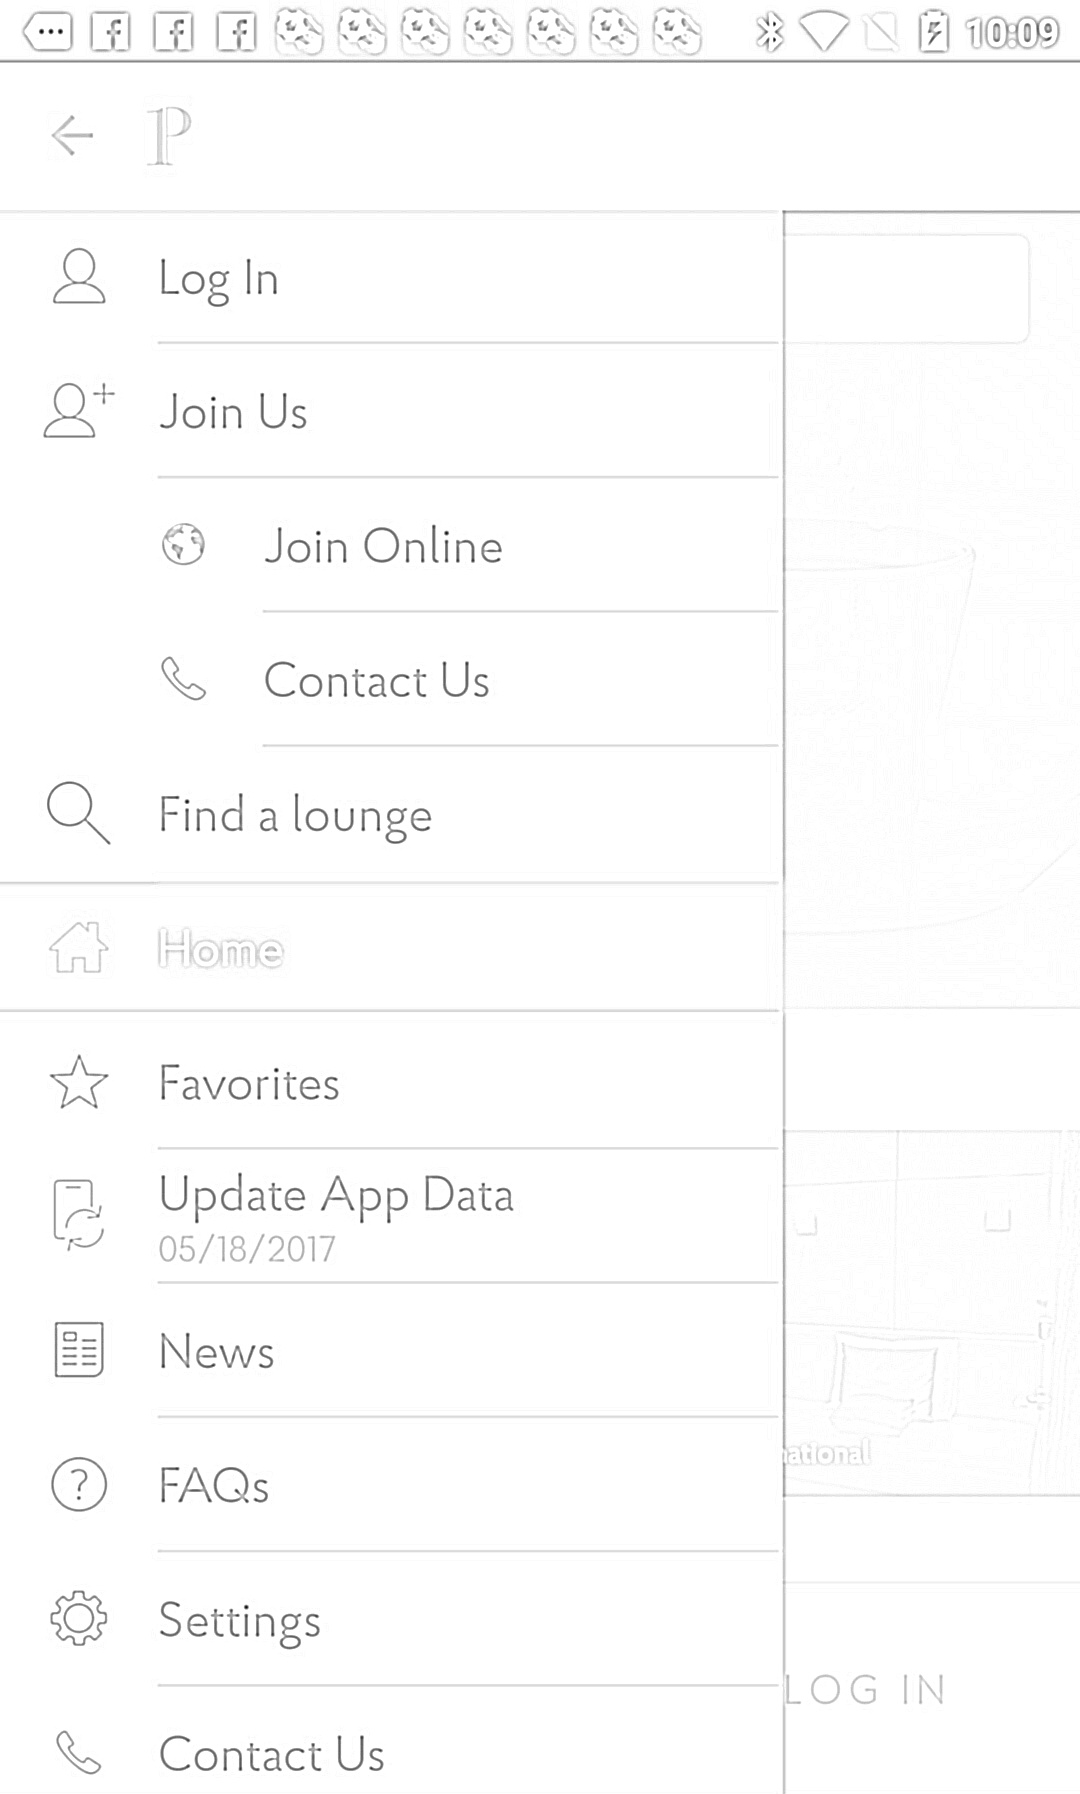 10:09
P
Log In
Join Us
Join Online
Contact Us
Find a lounge
Home
Favorites
Update App Data
05/18/2017
News
national
FAQs
Settings
LOG IN
Contact Us